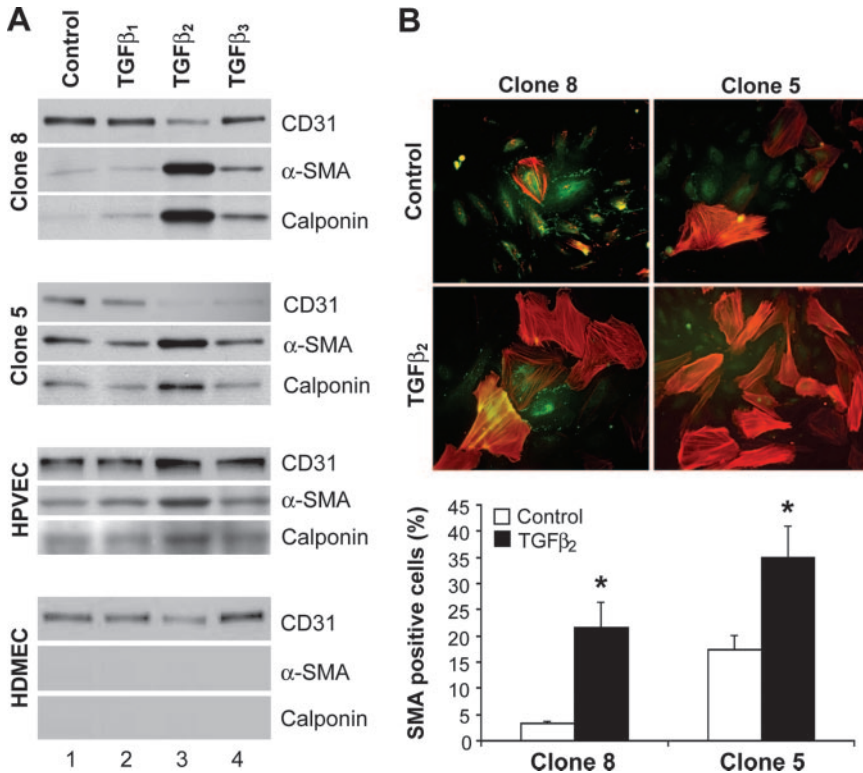 A
Control
TGFβ1
TGFβ2
TGFβ3
Clone 8
CD31
α-SMA
Calponin
Clone 5
CD31
α-SMA
Calponin
HPVEC
CD31
α-SMA
Calponin
HDMEC
CD31
α-SMA
Calponin
1 2 3 4
B
Clone 8 Clone 5
Control
TGFβ2
SMA positive cells (%)
45
40
35
30
25
20
15
10
5
0
Control
TGFβ2
*
*
Clone 8 Clone 5